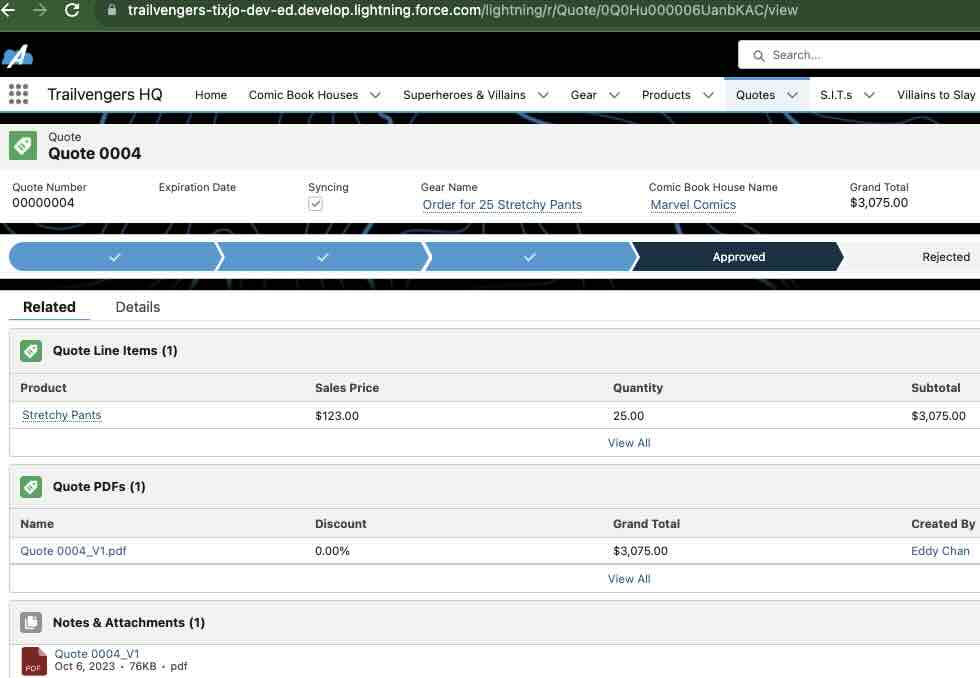 trailvengers-tixjo-dev-ed.develop.lightning.force.com/lightning/r/Quote/0Q0Hu000006UanbKAC/view
Search...
Trailvengers HQ Home Comic Book Houses Superheroes & Villains Gear Products Quotes S.I.T.s Villains to Slay
Quote
Quote 0004
Quote Number Expiration Date Syncing Gear Name Comic Book House Name Grand Total
00000004 Order for 25 Stretchy Pants Marvel Comics $3,075.00
Approved Rejected
Related Details
Quote Line Items (1)
Product Sales Price Quantity Subtotal
Stretchy Pants $123.00 25.00 $3,075.00
View All
Quote PDFs (1)
Name Discount Grand Total Created By
Quote 0004_V1.pdf 0.00% $3,075.00 Eddy Chan
View All
Notes & Attachments (1)
Quote 0004_V1
PDF Oct 6, 2023 • 76KB • pdf